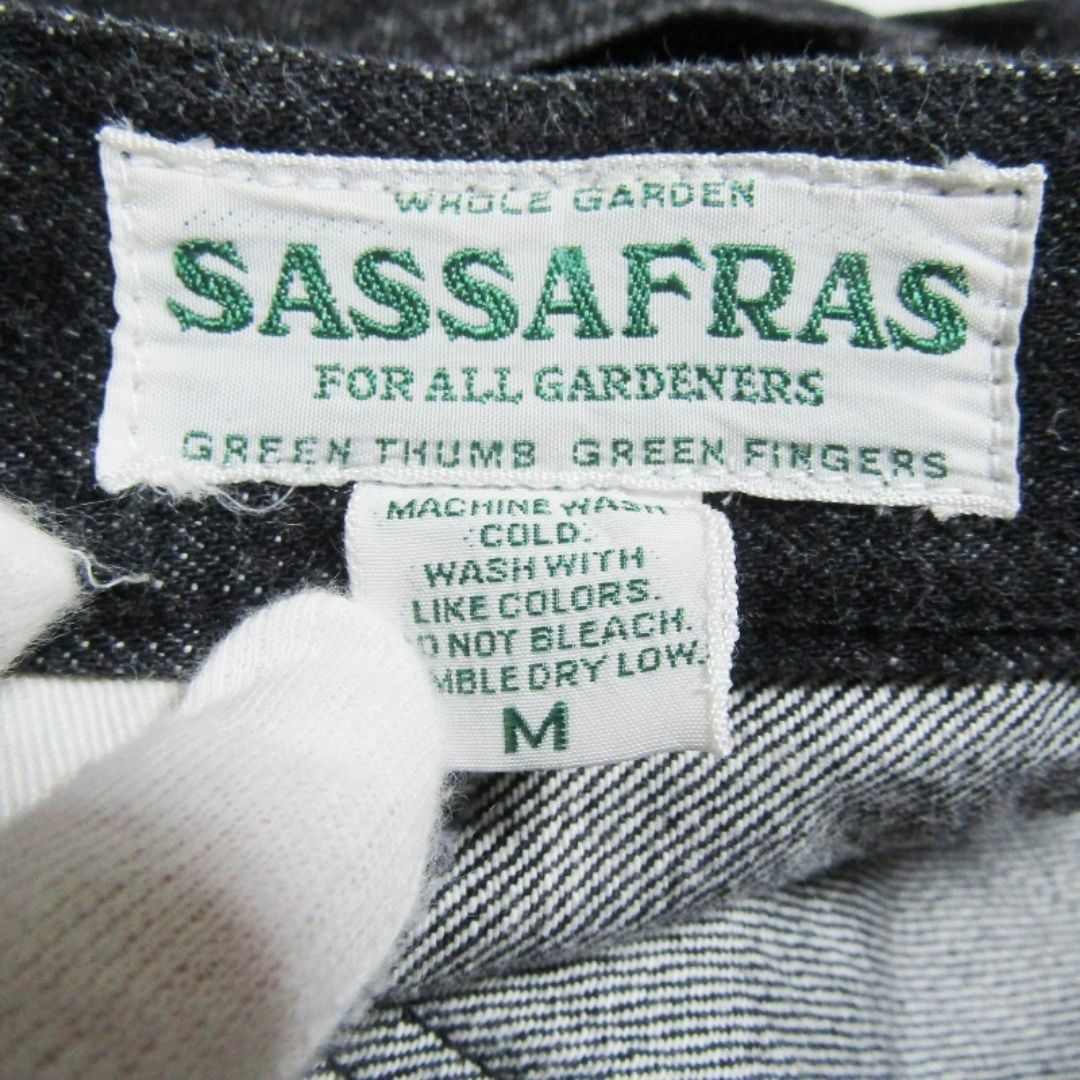 WHOLE GARDEN
SASSAFRAS
FOR ALL GARDENERS
GREEN THUMB GREEN FINGERS
MACHINE WASH
COLD.
WASH WITH
LIKE COLORS.
DO NOT BLEACH.
MBLE DRY LOW.
M